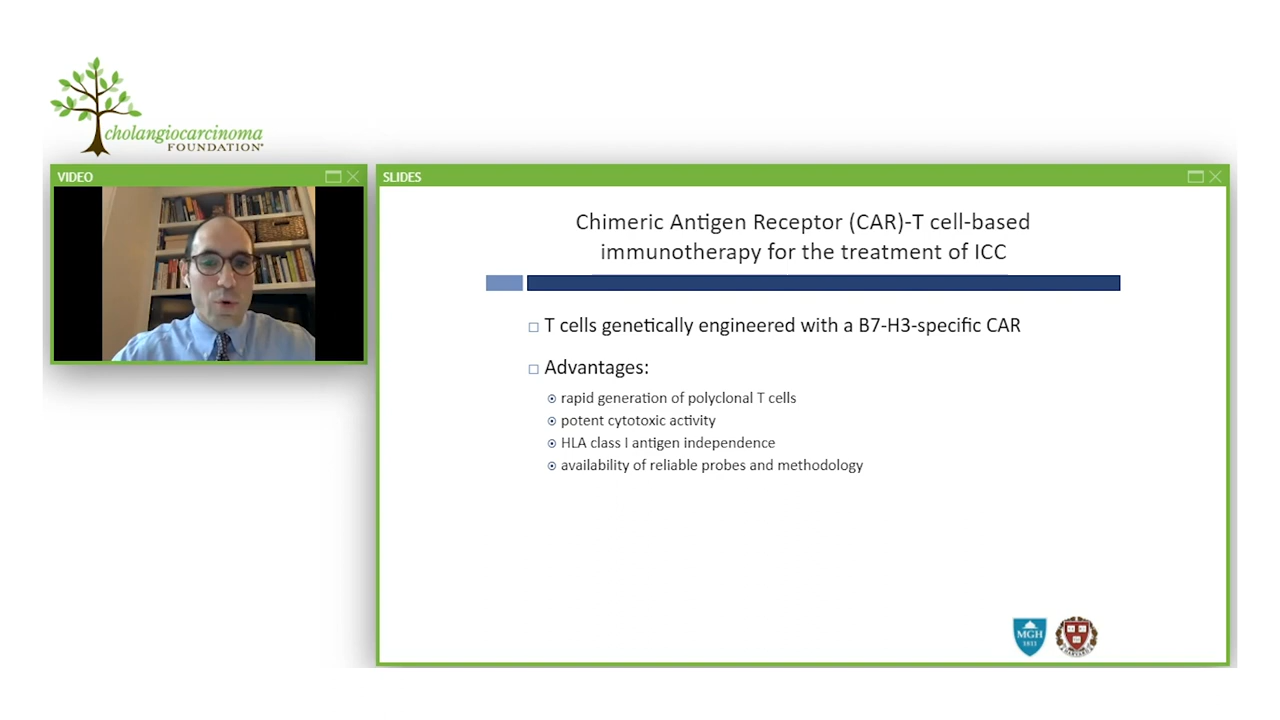 cholangiocarcinoma
FOUNDATION
VIDEO
SLIDES
Chimeric Antigen Receptor (CAR)-T cell-based
immunotherapy for the treatment of ICC
T cells genetically engineered with a B7-H3-specific CAR
Advantages:
rapid generation of polyclonal T cells
potent cytotoxic activity
HLA class I antigen independence
availability of reliable probes and methodology
MGH
1811
HARVARD